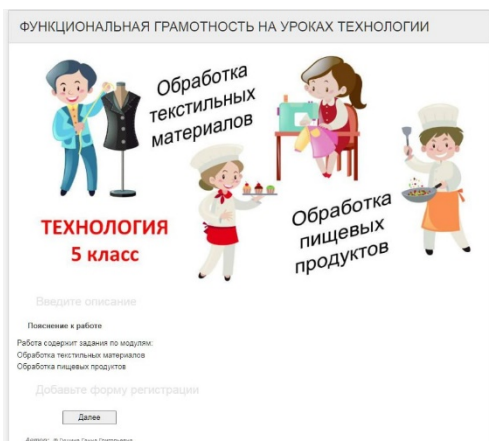 ФУНКЦИОНАЛЬНАЯ ГРАМОТНОСТЬ НА УРОКАХ ТЕХНОЛОГИИ
Обработка
текстильных
материалов
ТЕХНОЛОГИЯ
5 класс
Обработка
пищевых
продуктов
Введите описание
Пояснение к работе
Работа содержит задания по модулям:
Обработка текстильных материалов
Обработка пищевых продуктов
Добавьте форму регистрации
Далее
Автор: